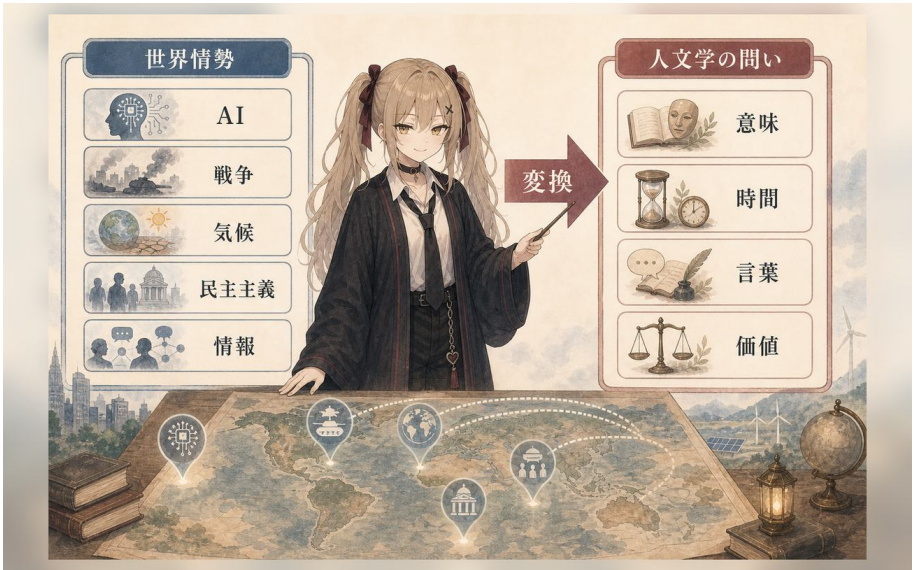 世界情勢
AI
戦争
気候
民主主義
情報
変換
人文学の問い
意味
時間
言葉
価値